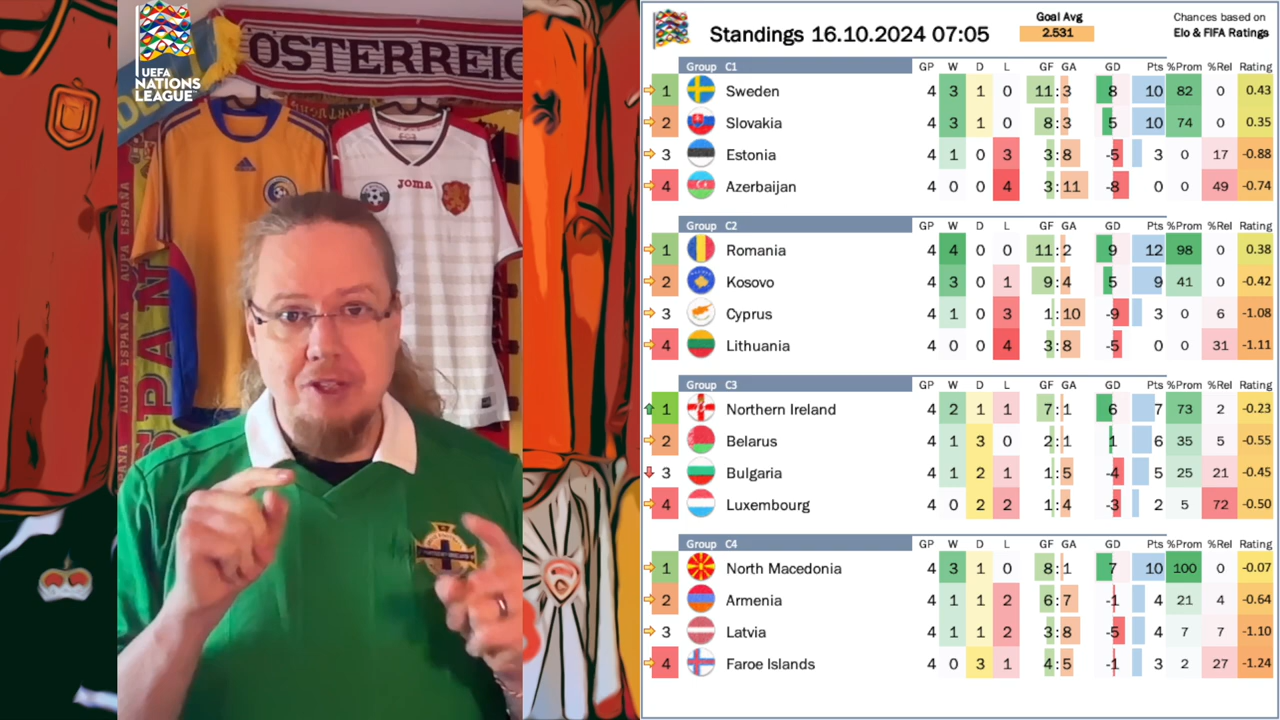 UEFA
NATIONS
LEAGUE
ÖSTERREIC
AUPA ESPAÑA
AUPA ESPAÑA
adidas
joma
Standings 16.10.2024 07:05
Goal Avg
2.531
Chances based on
Elo & FIFA Ratings
Group C1 GP W D L GF GA GD Pts %Prom %Rel Rating
1 Sweden 4 3 1 0 11:3 8 10 82 0 0.43
2 Slovakia 4 3 1 0 8:3 5 10 74 0 0.35
3 Estonia 4 1 0 3 3:8 -5 3 0 17 -0.88
4 Azerbaijan 4 0 0 4 3:11 -8 0 0 49 -0.74
Group C2 GP W D L GF GA GD Pts %Prom %Rel Rating
1 Romania 4 4 0 0 11:2 9 12 98 0 0.38
2 Kosovo 4 3 0 1 9:4 5 9 41 0 -0.42
3 Cyprus 4 1 0 3 1:10 -9 3 0 6 -1.08
4 Lithuania 4 0 0 4 3:8 -5 0 0 31 -1.11
Group C3 GP W D L GF GA GD Pts %Prom %Rel Rating
1 Northern Ireland 4 2 1 1 7:1 6 7 73 2 -0.23
2 Belarus 4 1 3 0 2:1 1 6 35 5 -0.55
3 Bulgaria 4 1 2 1 1:5 -4 5 25 21 -0.45
4 Luxembourg 4 0 2 2 1:4 -3 2 5 72 -0.50
Group C4 GP W D L GF GA GD Pts %Prom %Rel Rating
1 North Macedonia 4 3 1 0 8:1 7 10 100 0 -0.07
2 Armenia 4 1 1 2 6:7 -1 4 21 4 -0.64
3 Latvia 4 1 1 2 3:8 -5 4 7 7 -1.10
4 Faroe Islands 4 0 3 1 4:5 -1 3 2 27 -1.24